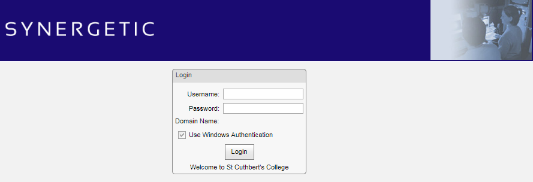 SYNERGETIC
Login
Username:
Password:
Domain Name
Use Windows Authentication
Login
Welcome to St Cuthbert's College